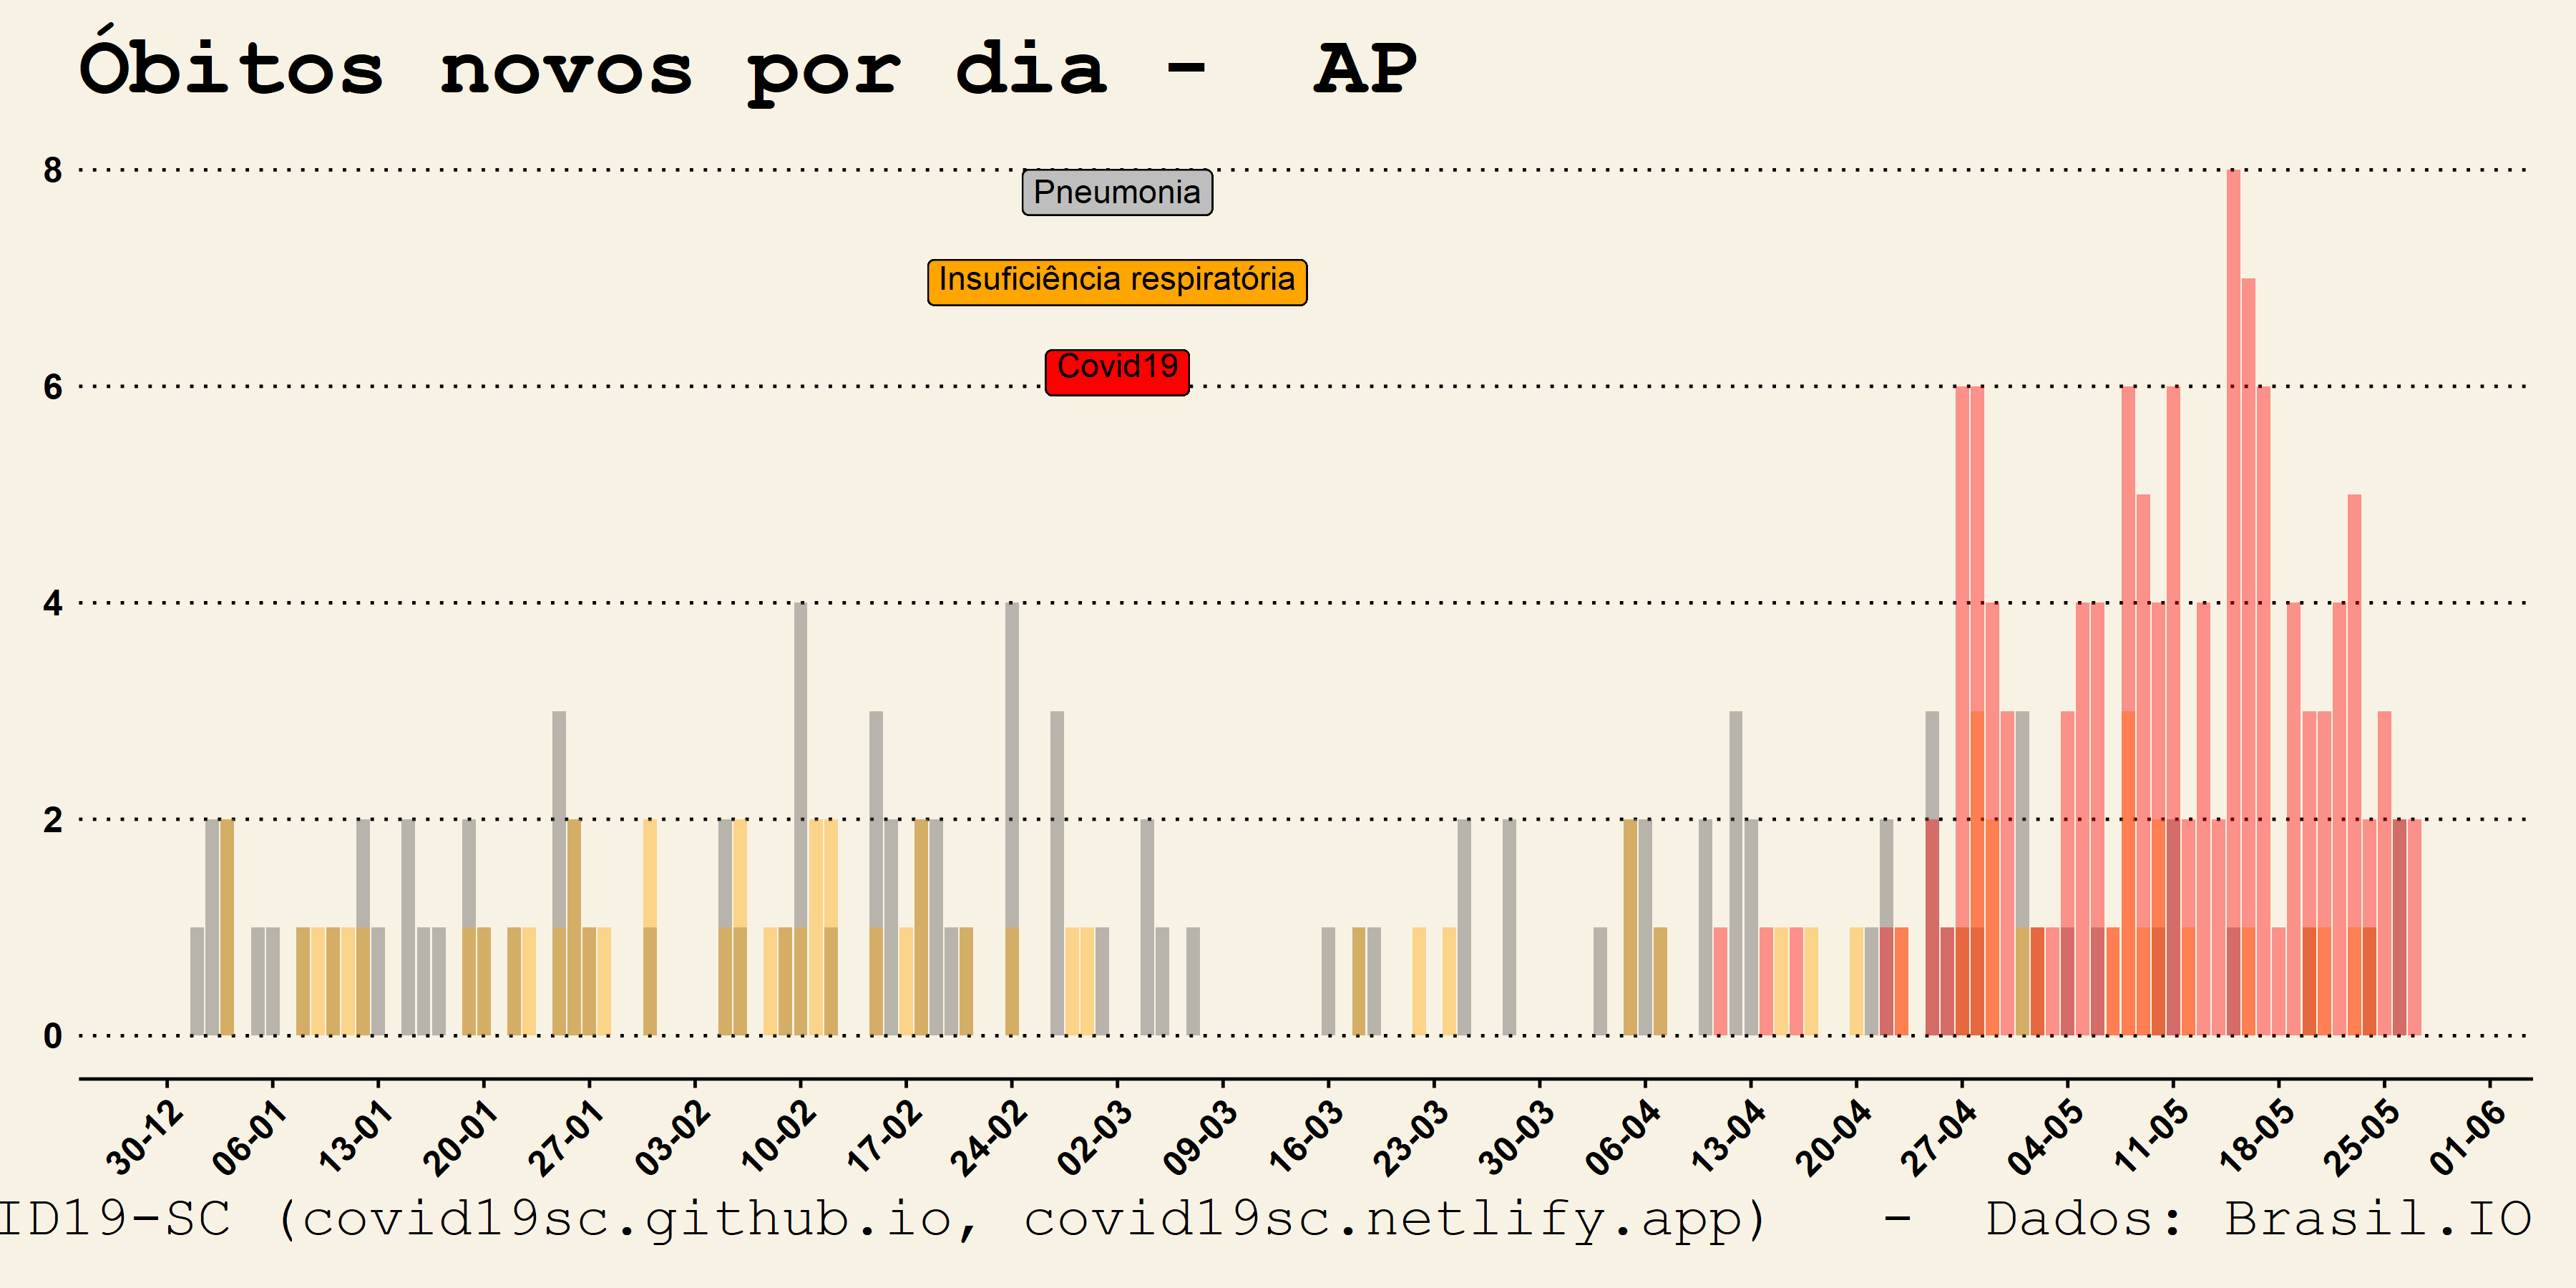 Óbitos novos por dia - AP
8
Pneumonia
Insuficiência respiratória
6
Covid19
4
2
0
30-12 06-01 13-01 20-01 27-01 03-02 10-02 17-02 24-02 02-03 09-03 16-03 23-03 30-03 06-04 13-04 20-04 27-04 04-05 11-05 18-05 25-05 01-06
ID19-SC (covid19sc.github.io, covid19sc.netlify.app) - Dados: Brasil.IO